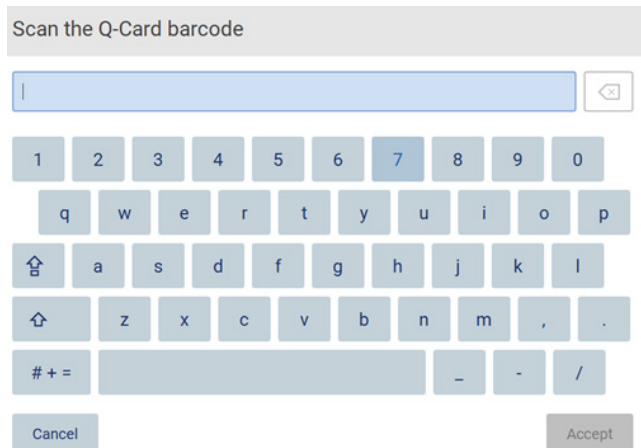 Scan the Q-Card barcode
1 2 3 4 5 6 7 8 9 0
q w e r t y u i o p
a s d f g h j k l
z x c v b n m , .
# + = _ - /
Cancel Accept